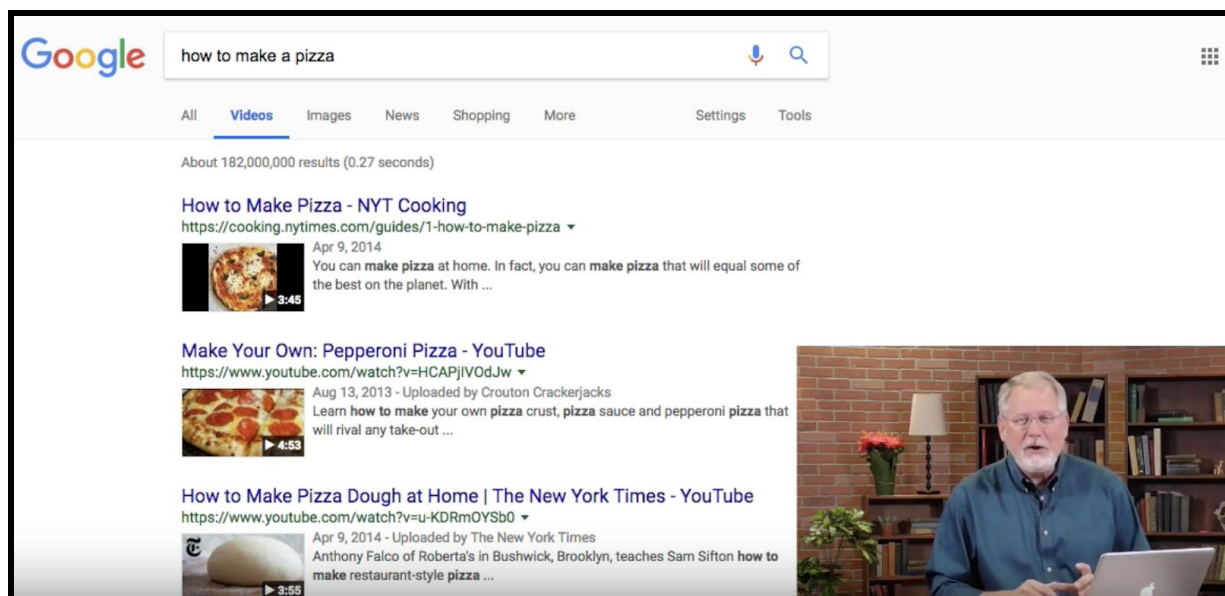 Google
how to make a pizza
All Videos Images News Shopping More Settings Tools
About 182,000,000 results (0.27 seconds)
How to Make Pizza - NYT Cooking
https://cooking.nytimes.com/guides/1-how-to-make-pizza
Apr 9, 2014
You can make pizza at home. In fact, you can make pizza that will equal some of
the best on the planet. With ...
3:45
Make Your Own: Pepperoni Pizza - YouTube
https://www.youtube.com/watch?v=HCAPjIVOdJw
Aug 13, 2013 - Uploaded by Crouton Crackerjacks
Learn how to make your own pizza crust, pizza sauce and pepperoni pizza that
will rival any take-out ...
4:53
How to Make Pizza Dough at Home | The New York Times - YouTube
https://www.youtube.com/watch?v=u-KDRmOYSb0
Apr 9, 2014 - Uploaded by The New York Times
T
Anthony Falco of Roberta's in Bushwick, Brooklyn, teaches Sam Sifton how to
make restaurant-style pizza ...
3:55